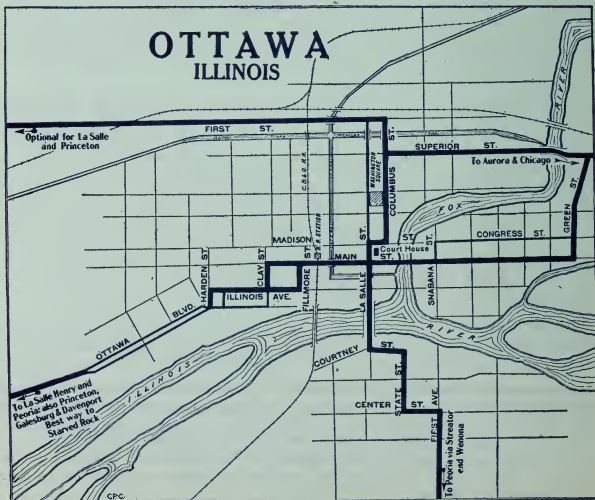 OTTAWA
ILLINOIS
RIVER
Optional for La Salle
and Princeton
FIRST ST.
ST.
SUPERIOR ST.
To Aurora & Chicago
C.B.& Q. R.R.
WASHINGTON
SQUARE
COLUMBUS
FOX
GREEN ST.
CONGRESS ST.
MADISON ST.
R.R. STATION
ST.
Court House
MAIN ST.
HARDEN ST.
CLAY ST.
FILLMORE
LA SALLE
SNABANA ST.
ILLINOIS AVE.
OTTAWA BLVD.
ILLINOIS RIVER
COURTNEY ST.
STATE ST.
CENTER ST.
FIRST AVE.
To La Salle Henry and
Peoria: also Princeton,
Galesburg & Davenport
Best way to
Starved Rock
To Peoria via Streator
and Wenona
CPC.